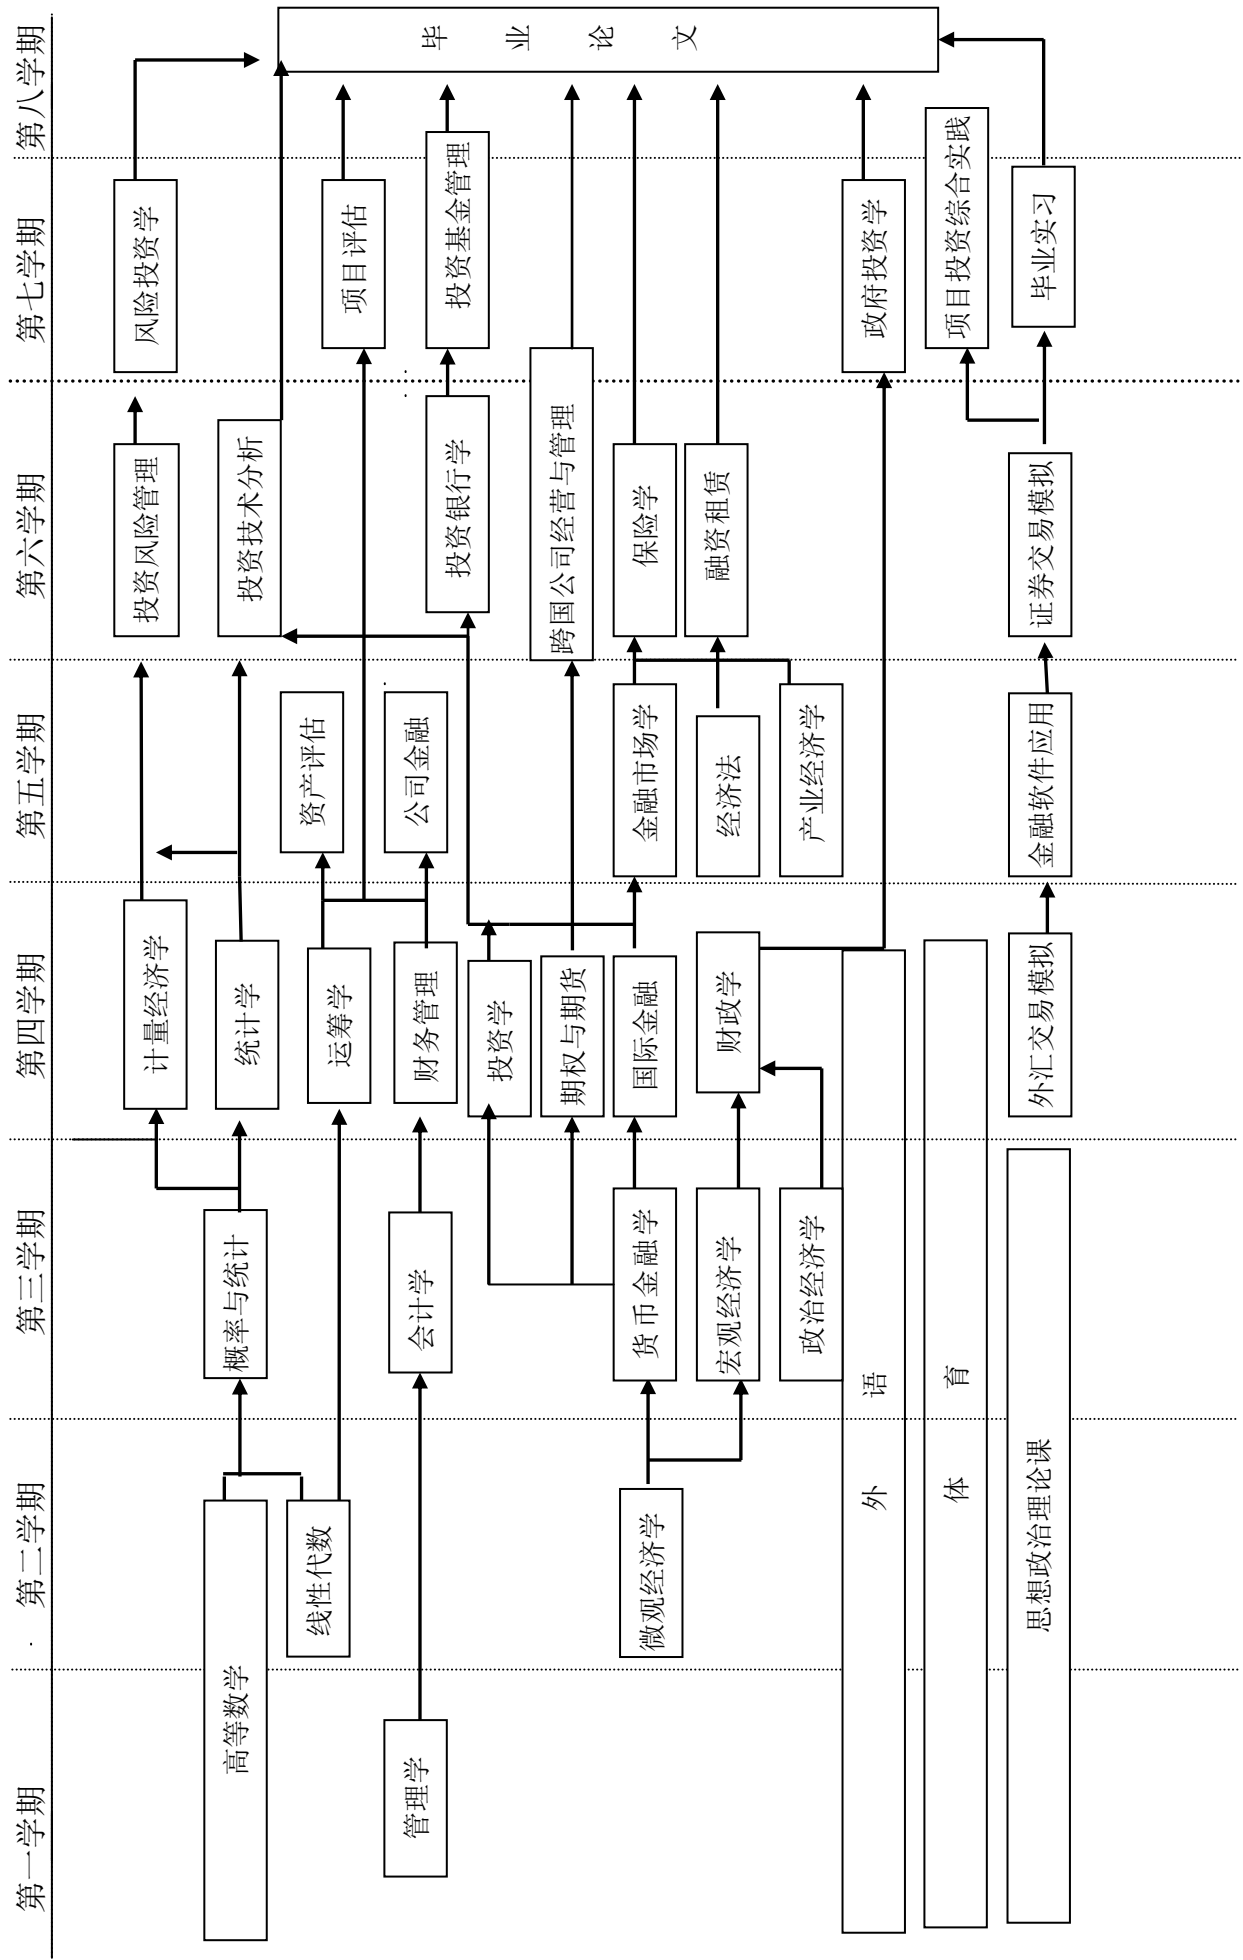 第一学期
第二学期
第三学期
第四学期
第五学期
第六学期
第七学期
第八学期
高等数学
线性代数
管理学
微观经济学
概率与统计
会计学
货币金融学
宏观经济学
政治经济学
计量经济学
统计学
运筹学
财务管理
投资学
期权与期货
国际金融
财政学
外汇交易模拟
资产评估
公司金融
金融市场学
经济法
产业经济学
金融软件应用
投资风险管理
投资技术分析
投资银行学
跨国公司经营与管理
保险学
融资租赁
证券交易模拟
风险投资学
项目评估
投资基金管理
政府投资学
项目投资综合实践
毕业实习
毕业论文
外语
体育
思想政治理论课